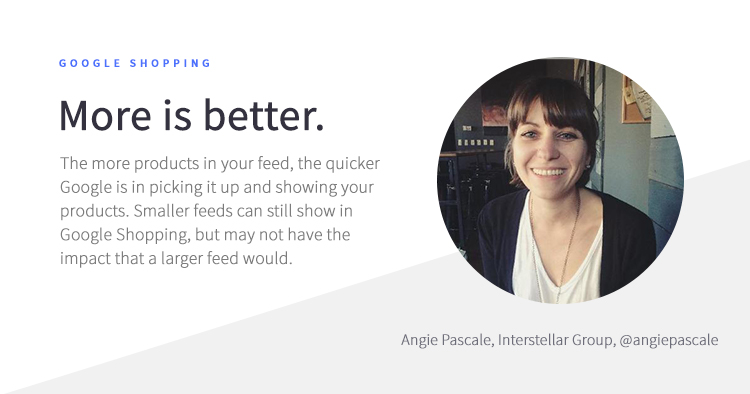 GOOGLE SHOPPING
More is better.
The more products in your feed, the quicker
Google is in picking it up and showing your
products. Smaller feeds can still show in
Google Shopping, but may not have the
impact that a larger feed would.
Angie Pascale, Interstellar Group, @angiepascale